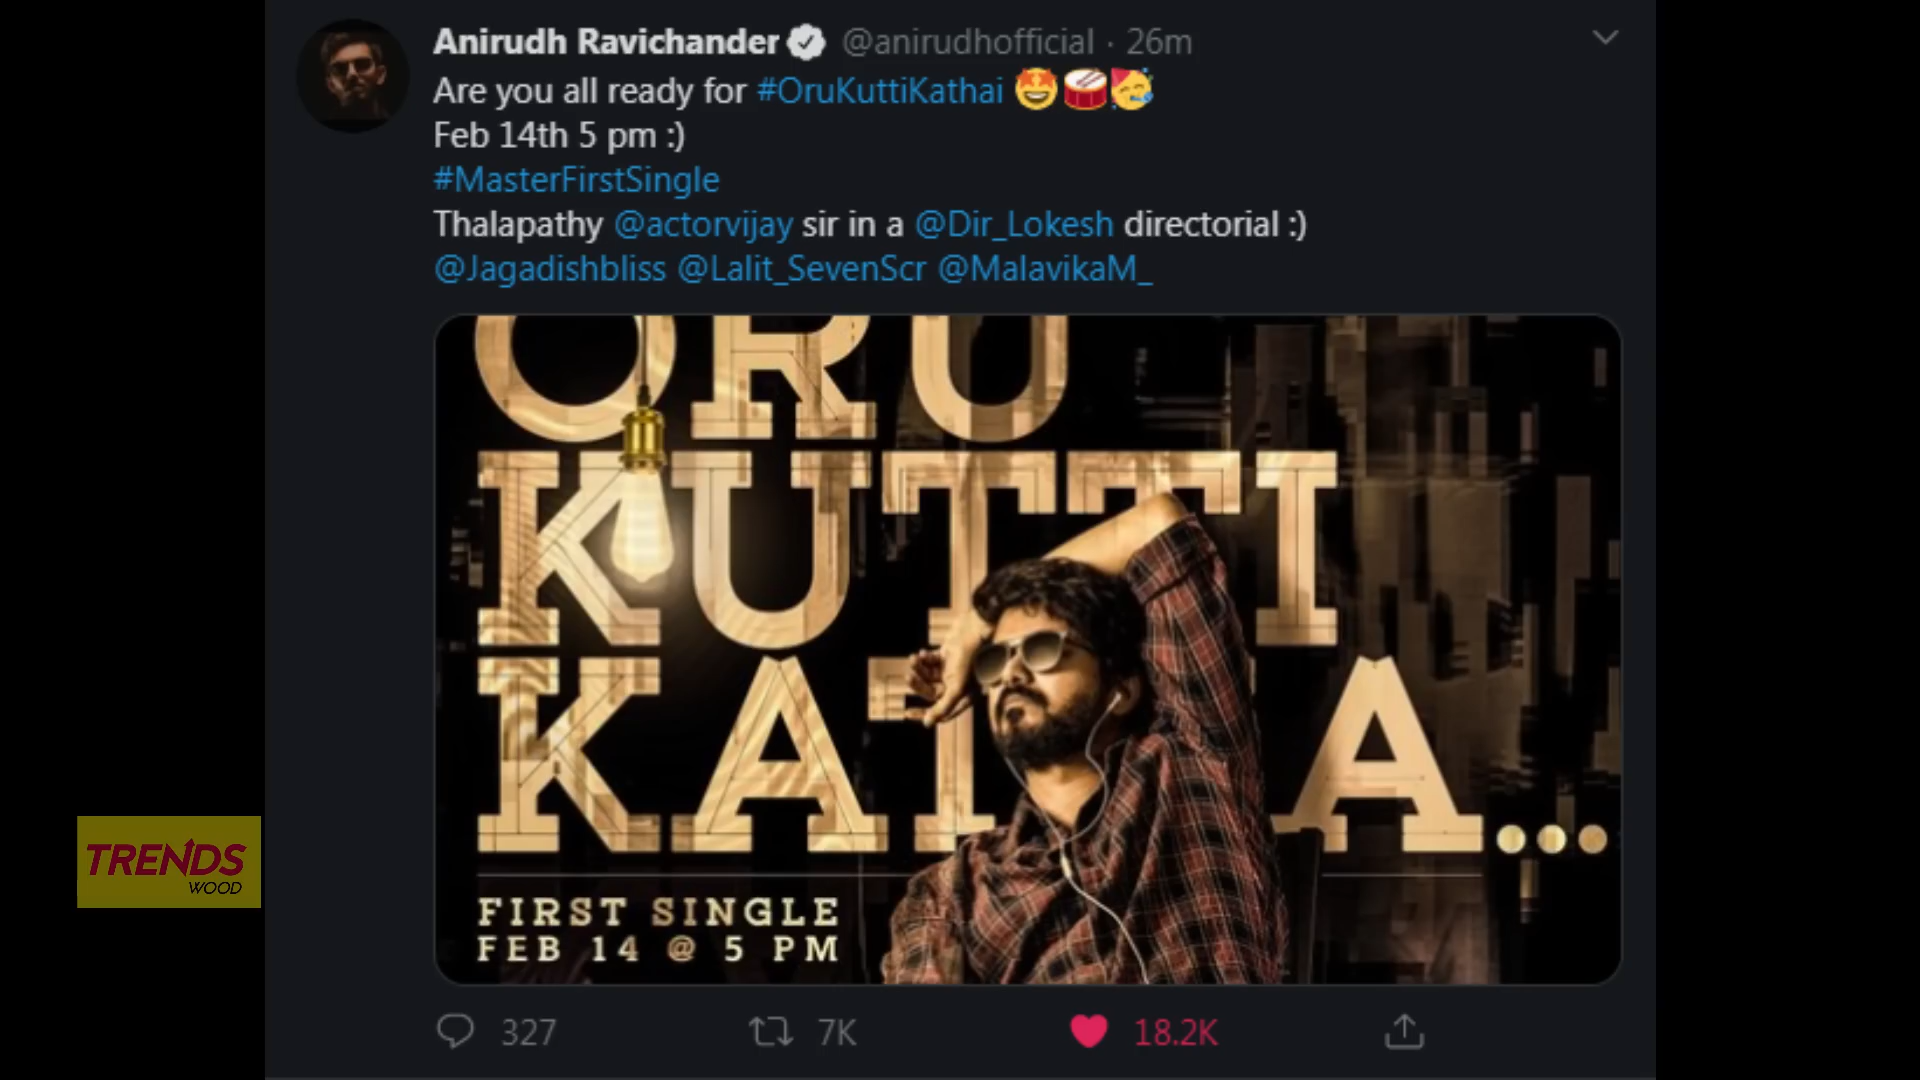 Anirudh Ravichander @anirudhofficial · 26m
Are you all ready for #OruKuttiKathai 🤩🥁🥳
Feb 14th 5 pm :)
#MasterFirstSingle
Thalapathy @actorvijay sir in a @Dir_Lokesh directorial :)
@Jagadishbliss @Lalit_SevenScr @MalavikaM_
ORU
KUTTI
KATHA...
FIRST SINGLE
FEB 14 @ 5 PM
327 7K 18.2K
TRENDS
WOOD